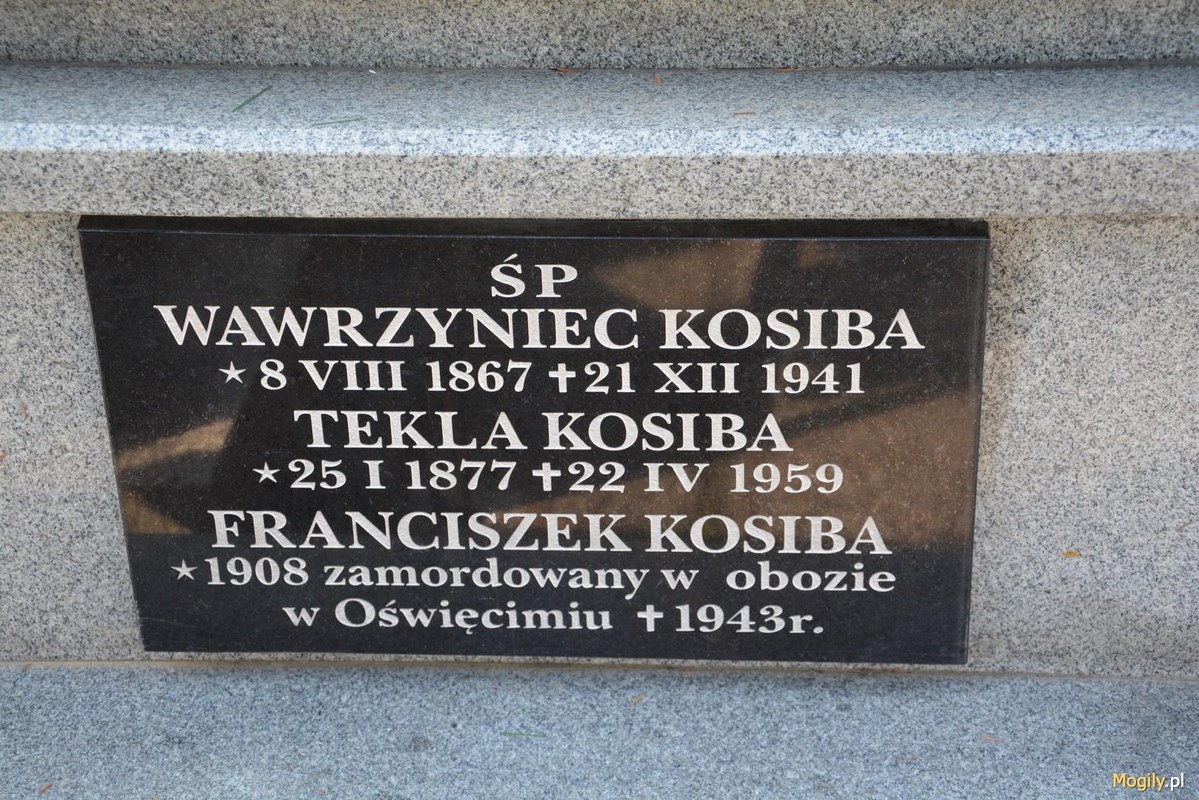 ŚP
WAWRZYNIEC KOSIBA
★ 8 VIII 1867 ✝ 21 XII 1941
TEKLA KOSIBA
★ 25 I 1877 ✝ 22 IV 1959
FRANCISZEK KOSIBA
★ 1908 zamordowany w obozie
w Oświęcimiu ✝ 1943r.
Mogily.pl